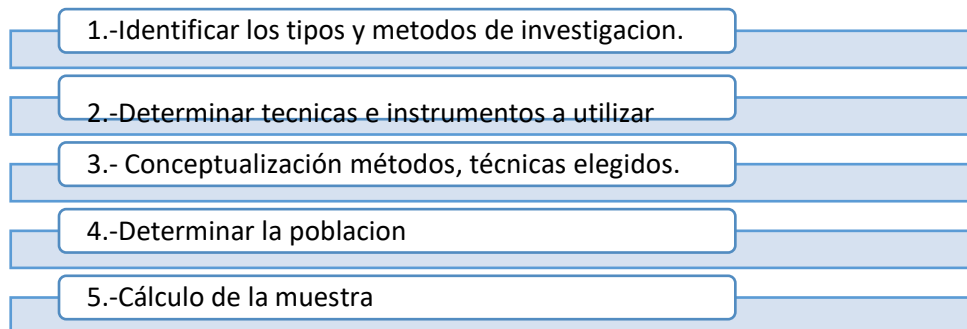 1.-Identificar los tipos y metodos de investigacion.
2.-Determinar tecnicas e instrumentos a utilizar
3.- Conceptualización métodos, técnicas elegidos.
4.-Determinar la poblacion
5.-Cálculo de la muestra